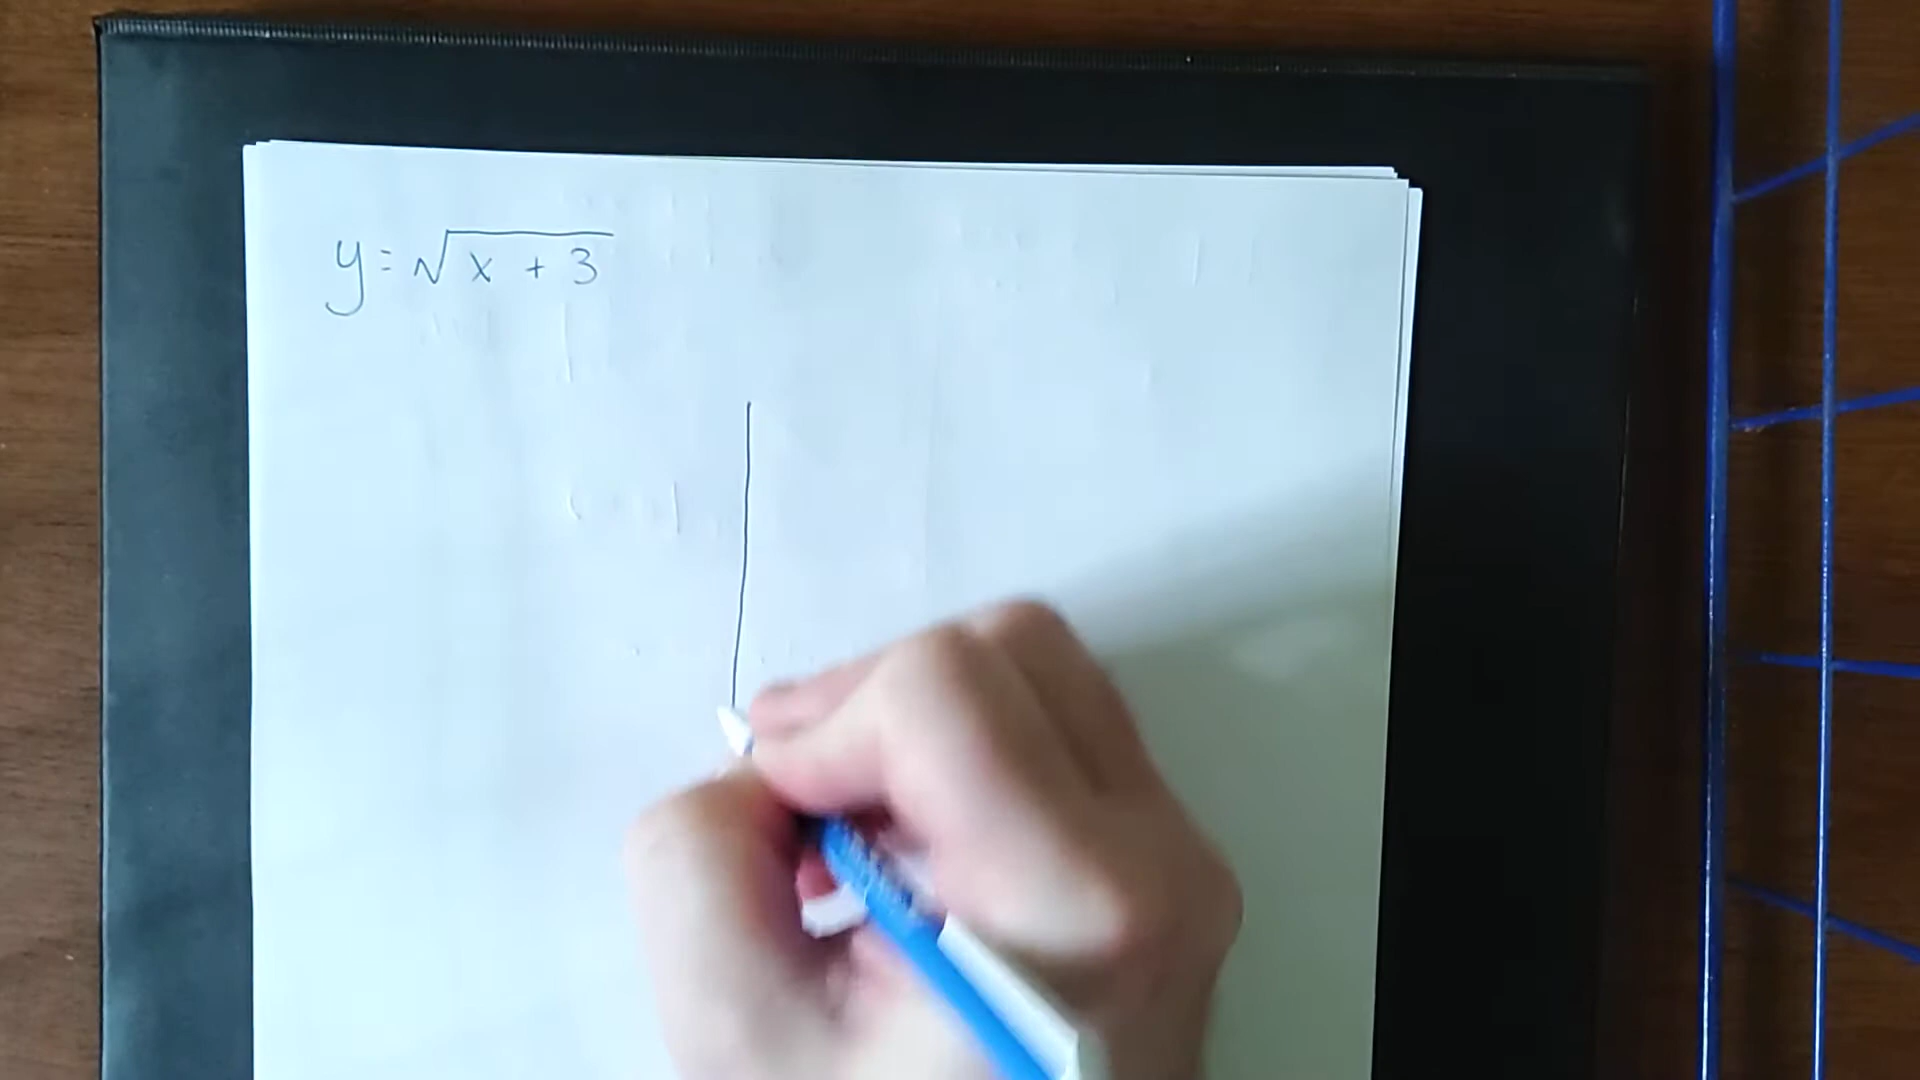 y = √x + 3